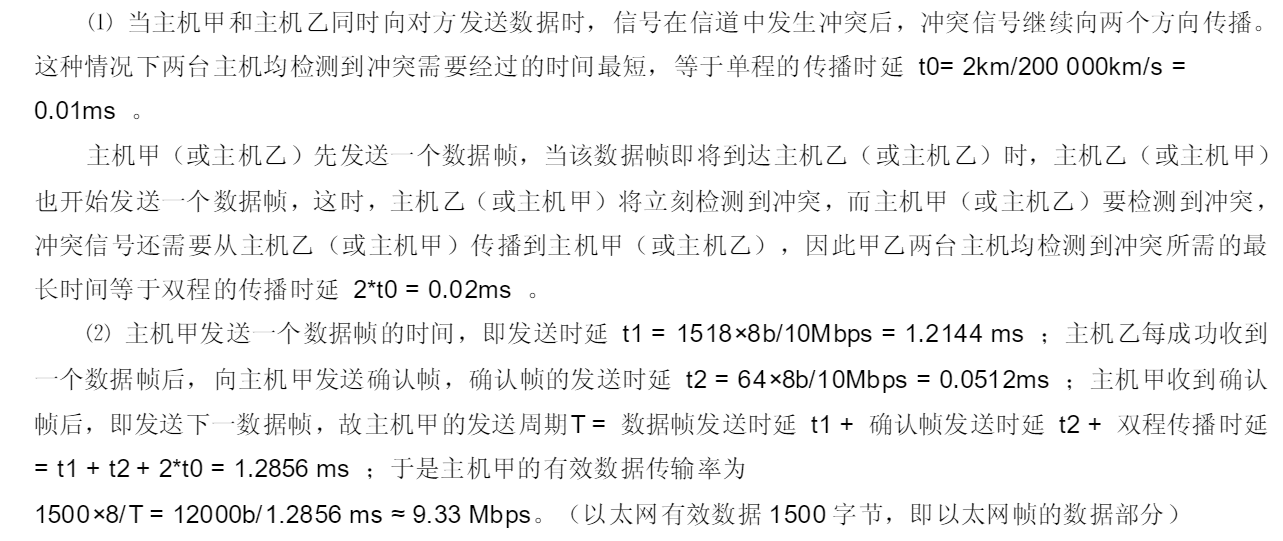 ⑴ 当主机甲和主机乙同时向对方发送数据时，信号在信道中发生冲突后，冲突信号继续向两个方向传播。
这种情况下两台主机均检测到冲突需要经过的时间最短，等于单程的传播时延 t0= 2km/200 000km/s =
0.01ms 。
主机甲（或主机乙）先发送一个数据帧，当该数据帧即将到达主机乙（或主机乙）时，主机乙（或主机甲）
也开始发送一个数据帧，这时，主机乙（或主机甲）将立刻检测到冲突，而主机甲（或主机乙）要检测到冲突，
冲突信号还需要从主机乙（或主机甲）传播到主机甲（或主机乙），因此甲乙两台主机均检测到冲突所需的最
长时间等于双程的传播时延 2*t0 = 0.02ms 。
⑵ 主机甲发送一个数据帧的时间，即发送时延 t1 = 1518×8b/10Mbps = 1.2144 ms ；主机乙每成功收到
一个数据帧后，向主机甲发送确认帧，确认帧的发送时延 t2 = 64×8b/10Mbps = 0.0512ms ；主机甲收到确认
帧后，即发送下一数据帧，故主机甲的发送周期T = 数据帧发送时延 t1 + 确认帧发送时延 t2 + 双程传播时延
= t1 + t2 + 2*t0 = 1.2856 ms ；于是主机甲的有效数据传输率为
1500×8/T = 12000b/1.2856 ms ≈ 9.33 Mbps。（以太网有效数据 1500 字节，即以太网帧的数据部分）